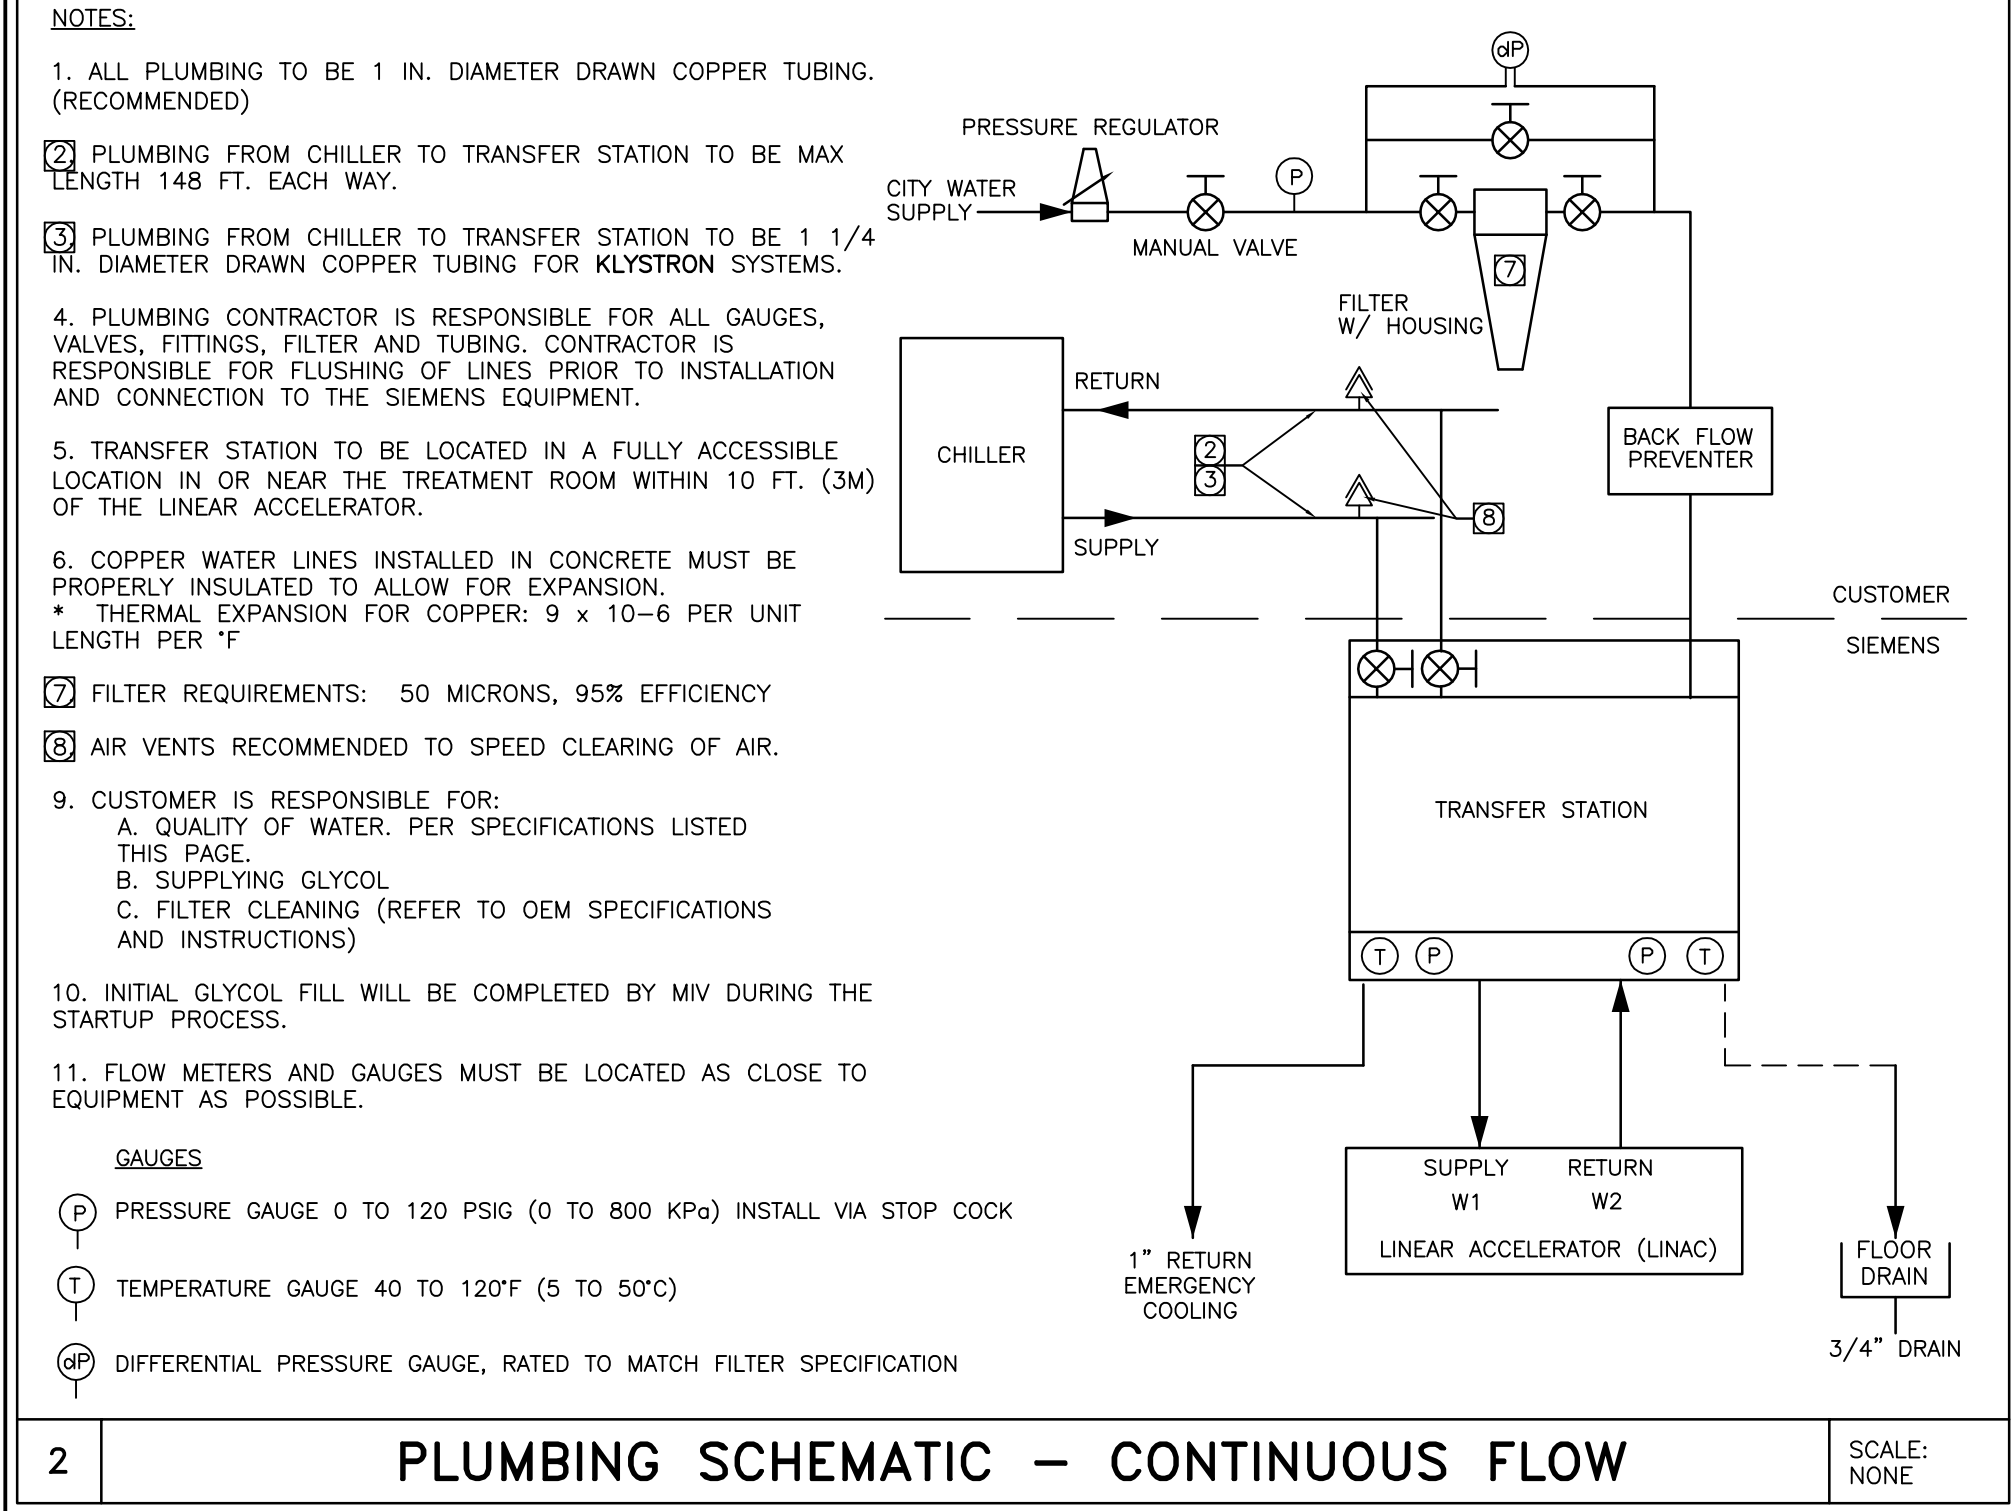 NOTES:
1. ALL PLUMBING TO BE 1 IN. DIAMETER DRAWN COPPER TUBING.
(RECOMMENDED)
2. PLUMBING FROM CHILLER TO TRANSFER STATION TO BE MAX
LENGTH 148 FT. EACH WAY.
3. PLUMBING FROM CHILLER TO TRANSFER STATION TO BE 1 1/4
IN. DIAMETER DRAWN COPPER TUBING FOR KLYSTRON SYSTEMS.
4. PLUMBING CONTRACTOR IS RESPONSIBLE FOR ALL GAUGES,
VALVES, FITTINGS, FILTER AND TUBING. CONTRACTOR IS
RESPONSIBLE FOR FLUSHING OF LINES PRIOR TO INSTALLATION
AND CONNECTION TO THE SIEMENS EQUIPMENT.
5. TRANSFER STATION TO BE LOCATED IN A FULLY ACCESSIBLE
LOCATION IN OR NEAR THE TREATMENT ROOM WITHIN 10 FT. (3M)
OF THE LINEAR ACCELERATOR.
6. COPPER WATER LINES INSTALLED IN CONCRETE MUST BE
PROPERLY INSULATED TO ALLOW FOR EXPANSION.
* THERMAL EXPANSION FOR COPPER: 9 x 10-6 PER UNIT
LENGTH PER °F
7 FILTER REQUIREMENTS: 50 MICRONS, 95% EFFICIENCY
8. AIR VENTS RECOMMENDED TO SPEED CLEARING OF AIR.
9. CUSTOMER IS RESPONSIBLE FOR:
A. QUALITY OF WATER. PER SPECIFICATIONS LISTED
THIS PAGE.
B. SUPPLYING GLYCOL
C. FILTER CLEANING (REFER TO OEM SPECIFICATIONS
AND INSTRUCTIONS)
10. INITIAL GLYCOL FILL WILL BE COMPLETED BY MIV DURING THE
STARTUP PROCESS.
11. FLOW METERS AND GAUGES MUST BE LOCATED AS CLOSE TO
EQUIPMENT AS POSSIBLE.
GAUGES
P PRESSURE GAUGE 0 TO 120 PSIG (0 TO 800 KPa) INSTALL VIA STOP COCK
T TEMPERATURE GAUGE 40 TO 120°F (5 TO 50°C)
dP DIFFERENTIAL PRESSURE GAUGE, RATED TO MATCH FILTER SPECIFICATION
dP
PRESSURE REGULATOR
P
CITY WATER
SUPPLY
MANUAL VALVE
7
FILTER
W/ HOUSING
RETURN
CHILLER
2
3
BACK FLOW
PREVENTER
8
SUPPLY
CUSTOMER
SIEMENS
TRANSFER STATION
T P P T
SUPPLY RETURN
W1 W2
LINEAR ACCELERATOR (LINAC)
1" RETURN
EMERGENCY
COOLING
FLOOR
DRAIN
3/4" DRAIN
2
PLUMBING SCHEMATIC - CONTINUOUS FLOW
SCALE:
NONE